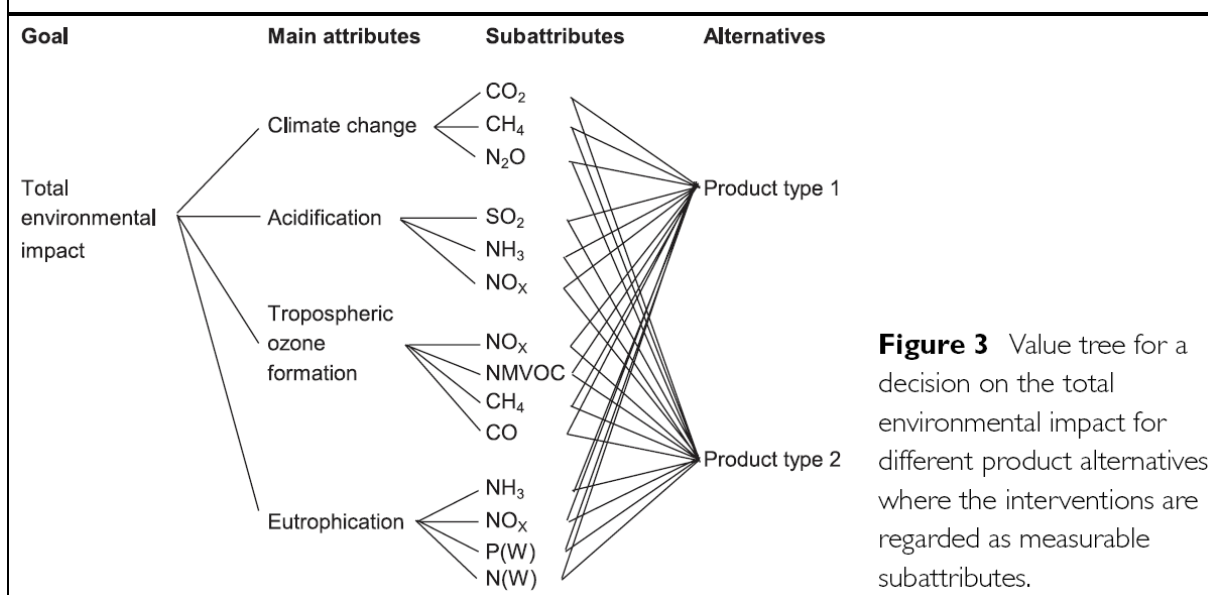 Goal Main attributes Subattributes Alternatives
CO₂
Climate change CH₄
N₂O
Total
environmental
impact
Product type 1
Acidification SO₂
NH₃
NOₓ
Tropospheric
ozone
formation
NOₓ
NMVOC
CH₄
CO
Product type 2
NH₃
Eutrophication NOₓ
P(W)
N(W)
Figure 3 Value tree for a
decision on the total
environmental impact for
different product alternatives
where the interventions are
regarded as measurable
subattributes.